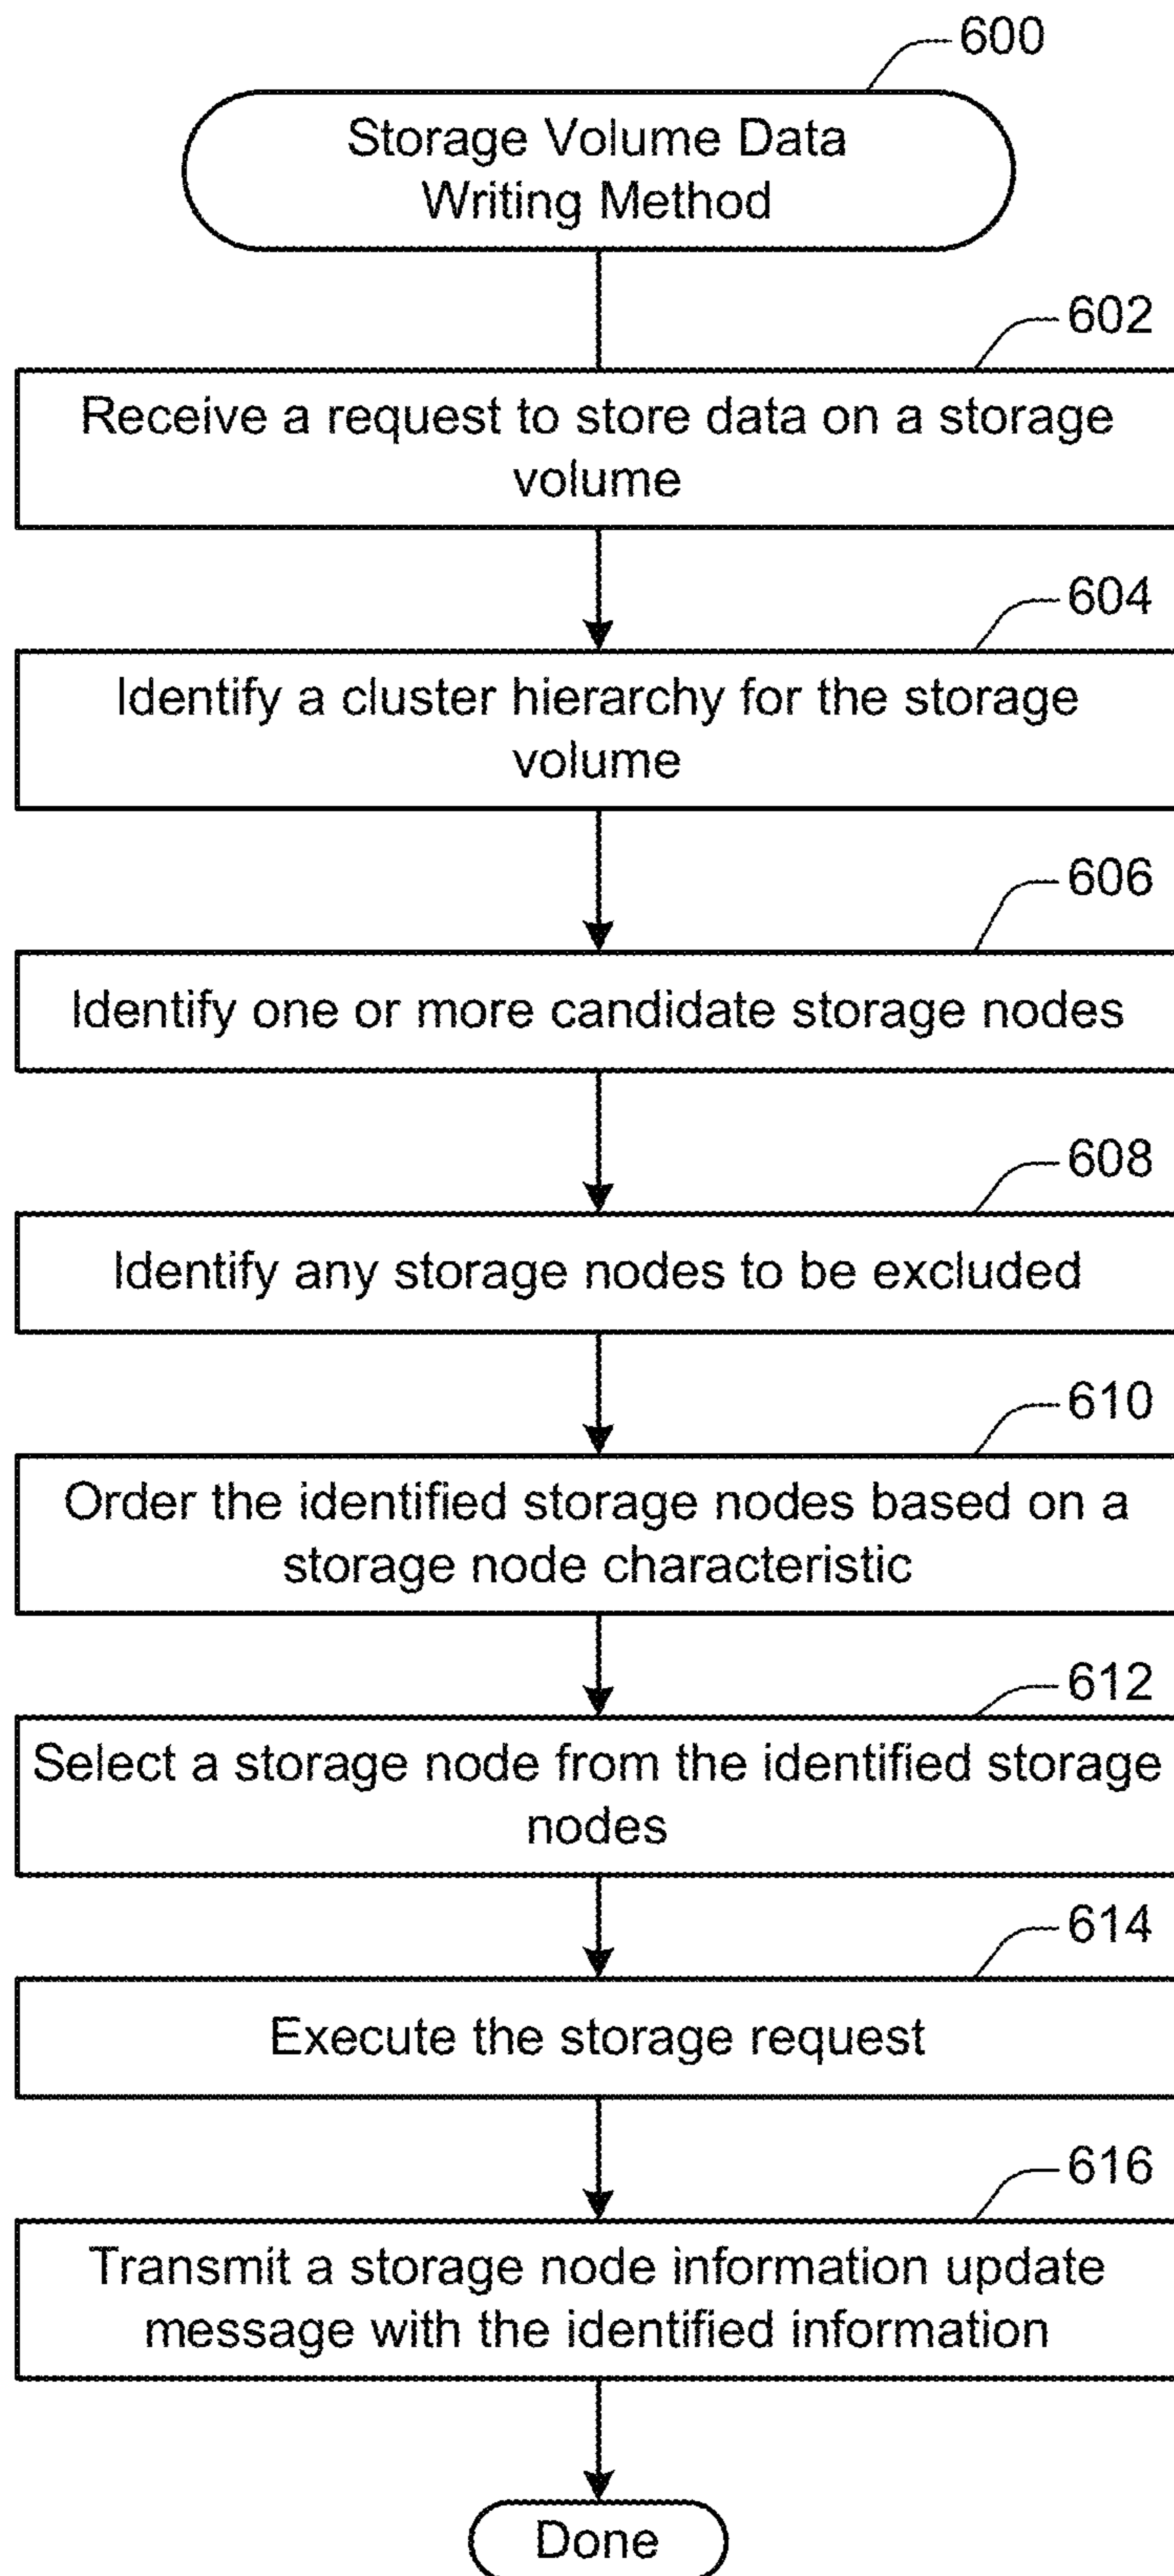 600
Storage Volume Data
Writing Method
602
Receive a request to store data on a storage
volume
604
Identify a cluster hierarchy for the storage
volume
606
Identify one or more candidate storage nodes
608
Identify any storage nodes to be excluded
610
Order the identified storage nodes based on a
storage node characteristic
612
Select a storage node from the identified storage
nodes
614
Execute the storage request
616
Transmit a storage node information update
message with the identified information
Done